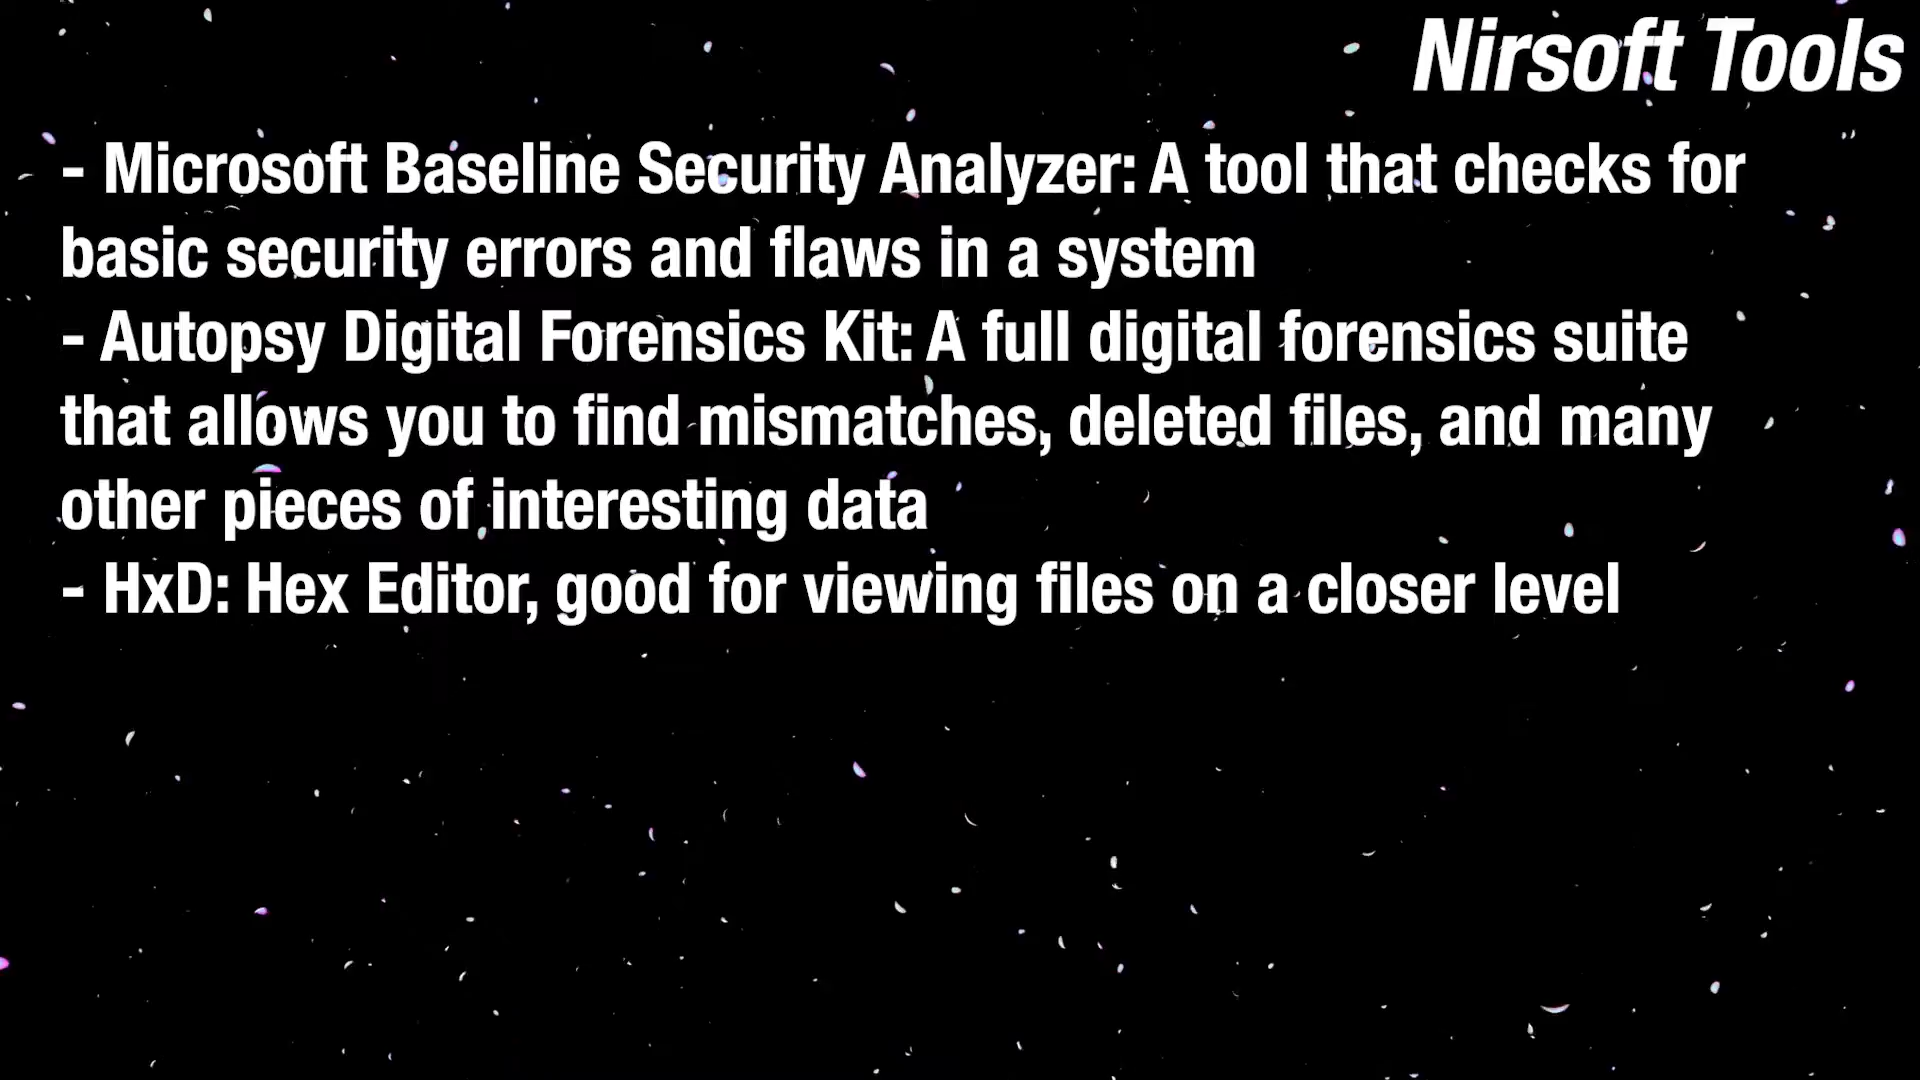 Nirsoft Tools
- Microsoft Baseline Security Analyzer: A tool that checks for
basic security errors and flaws in a system
- Autopsy Digital Forensics Kit: A full digital forensics suite
that allows you to find mismatches, deleted files, and many
other pieces of interesting data
- HxD: Hex Editor, good for viewing files on a closer level